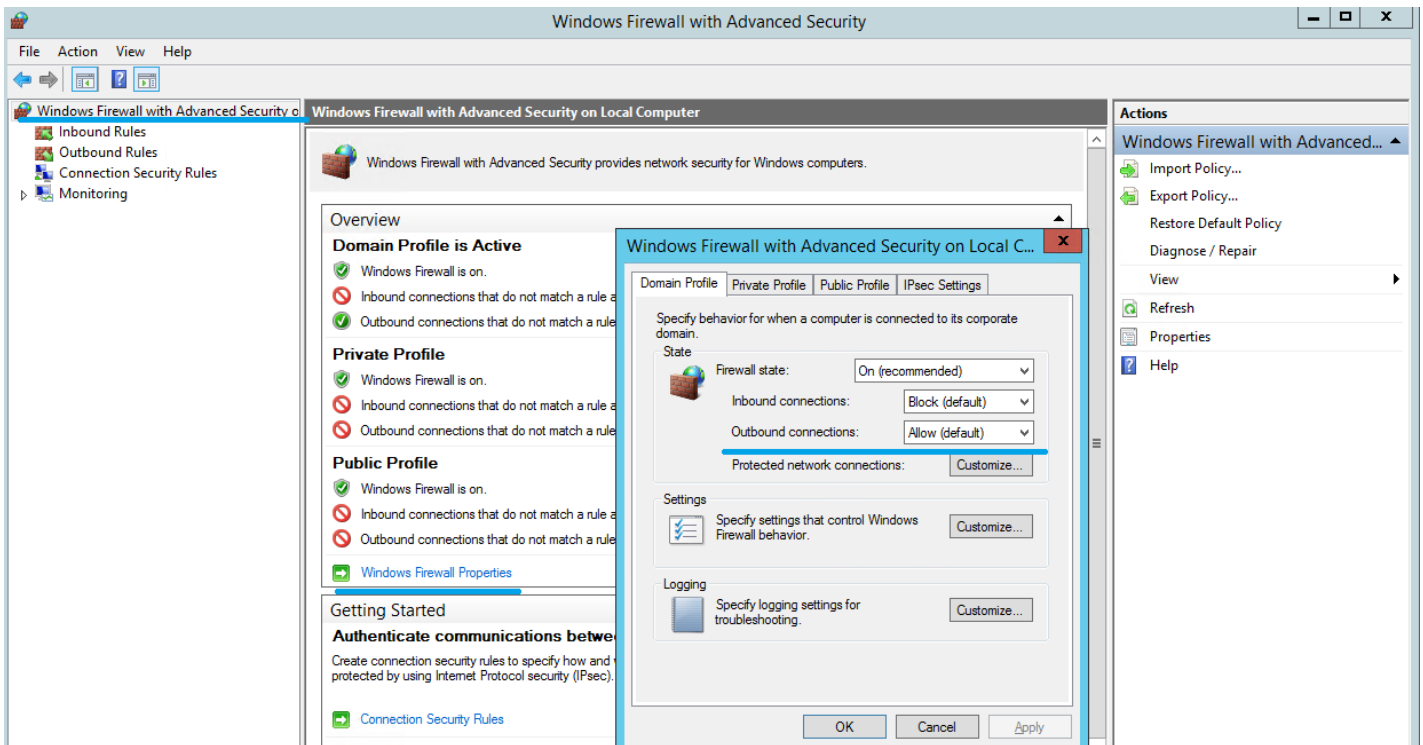 Windows Firewall with Advanced Security
File Action View Help
Windows Firewall with Advanced Security o
Inbound Rules
Outbound Rules
Connection Security Rules
Monitoring
Windows Firewall with Advanced Security on Local Computer
Windows Firewall with Advanced Security provides network security for Windows computers.
Overview
Domain Profile is Active
Windows Firewall is on.
Inbound connections that do not match a rule a
Outbound connections that do not match a rule
Private Profile
Windows Firewall is on.
Inbound connections that do not match a rule a
Outbound connections that do not match a rule
Public Profile
Windows Firewall is on.
Inbound connections that do not match a rule a
Outbound connections that do not match a rule
Windows Firewall Properties
Getting Started
Authenticate communications betwe
Create connection security rules to specify how and
protected by using Internet Protocol security (IPsec).
Connection Security Rules
Windows Firewall with Advanced Security on Local C...
Domain Profile Private Profile Public Profile IPsec Settings
Specify behavior for when a computer is connected to its corporate
domain.
State
Firewall state: On (recommended)
Inbound connections: Block (default)
Outbound connections: Allow (default)
Protected network connections: Customize...
Settings
Specify settings that control Windows
Firewall behavior.
Customize...
Logging
Specify logging settings for
troubleshooting.
Customize...
OK Cancel Apply
Actions
Windows Firewall with Advanced...
Import Policy...
Export Policy...
Restore Default Policy
Diagnose / Repair
View
Refresh
Properties
Help